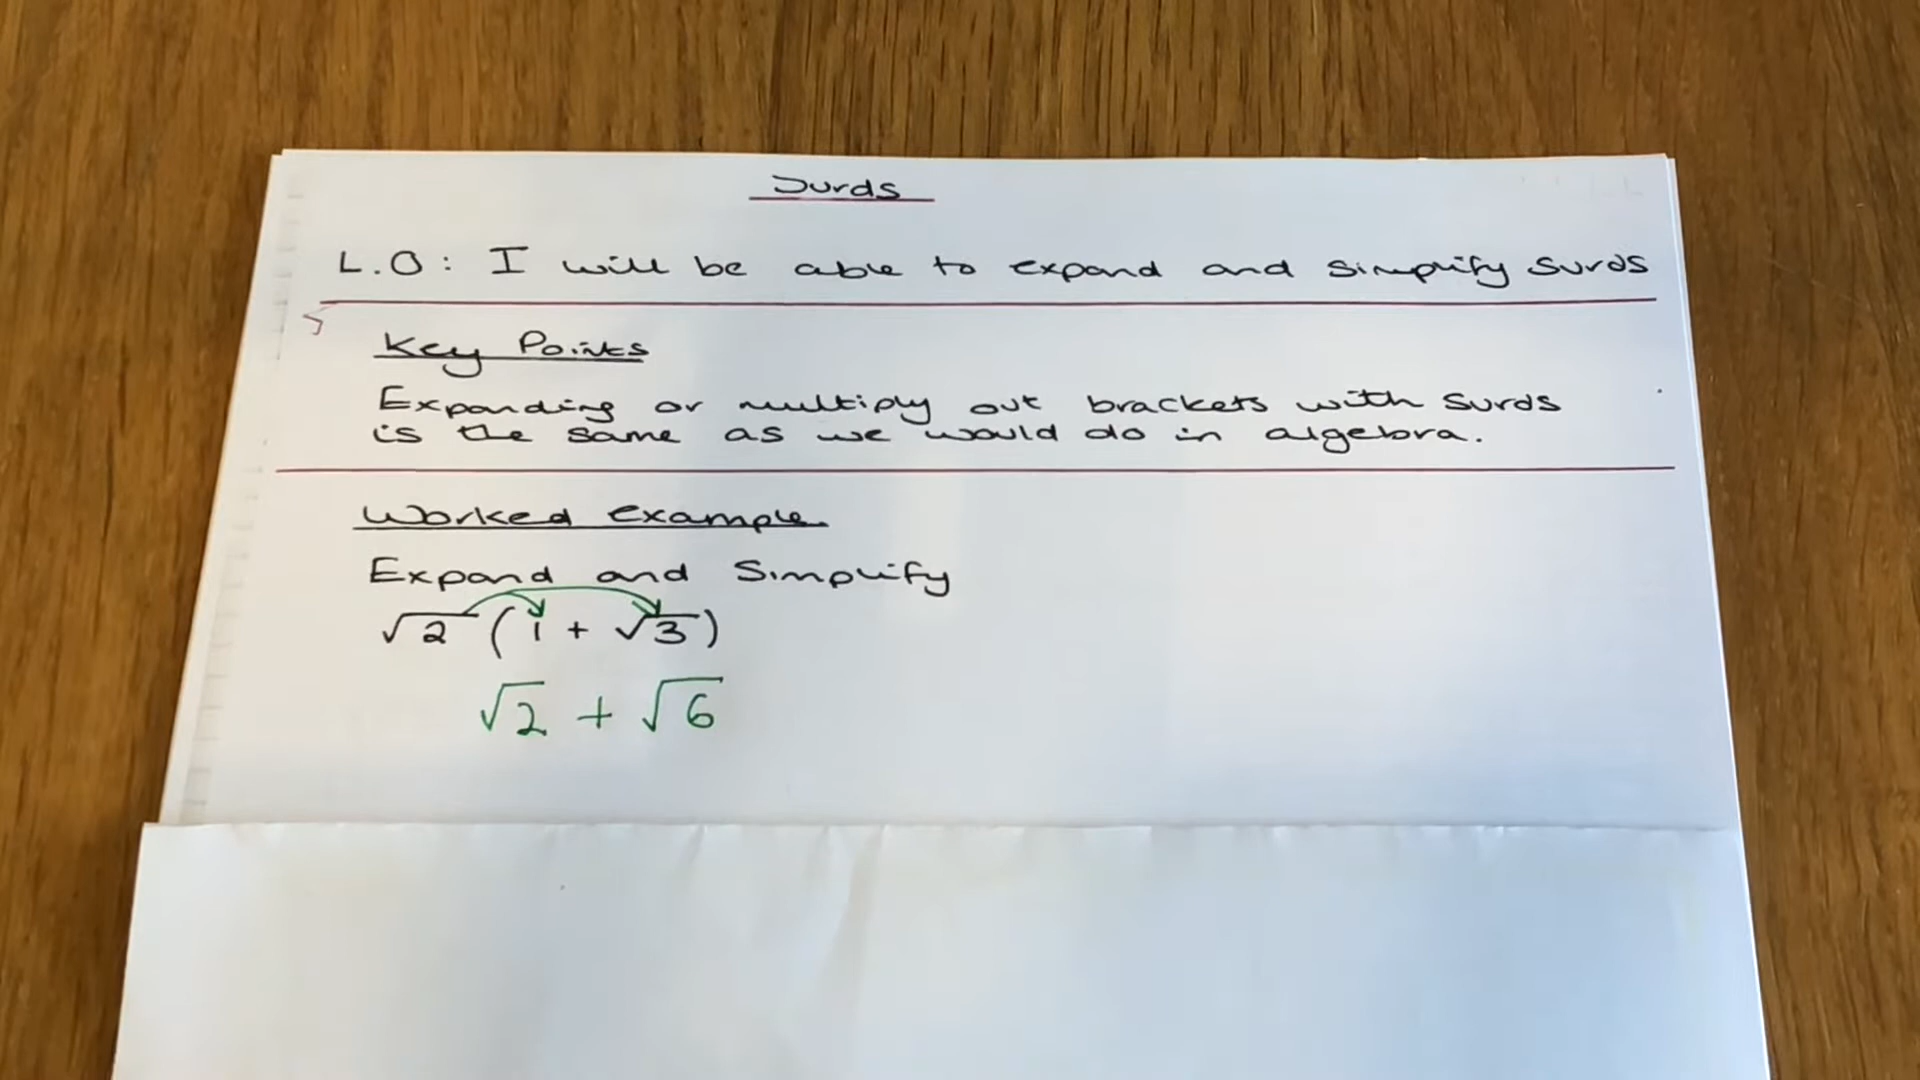 Surds
L.O: I will be able to expand and simplify surds
Key Points
Expanding or multiply out brackets with surds
is the same as we would do in algebra.
Worked example
Expand and Simplify
√2 (1 + √3)
√2 + √6